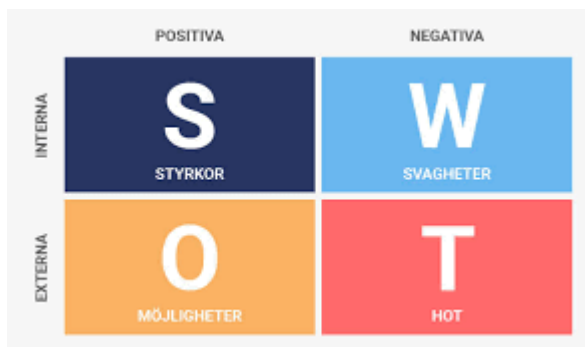 POSITIVA
NEGATIVA
INTERNA
S
STYRKOR
W
SVAGHETER
EXTERNA
O
MÖJLIGHETER
T
HOT